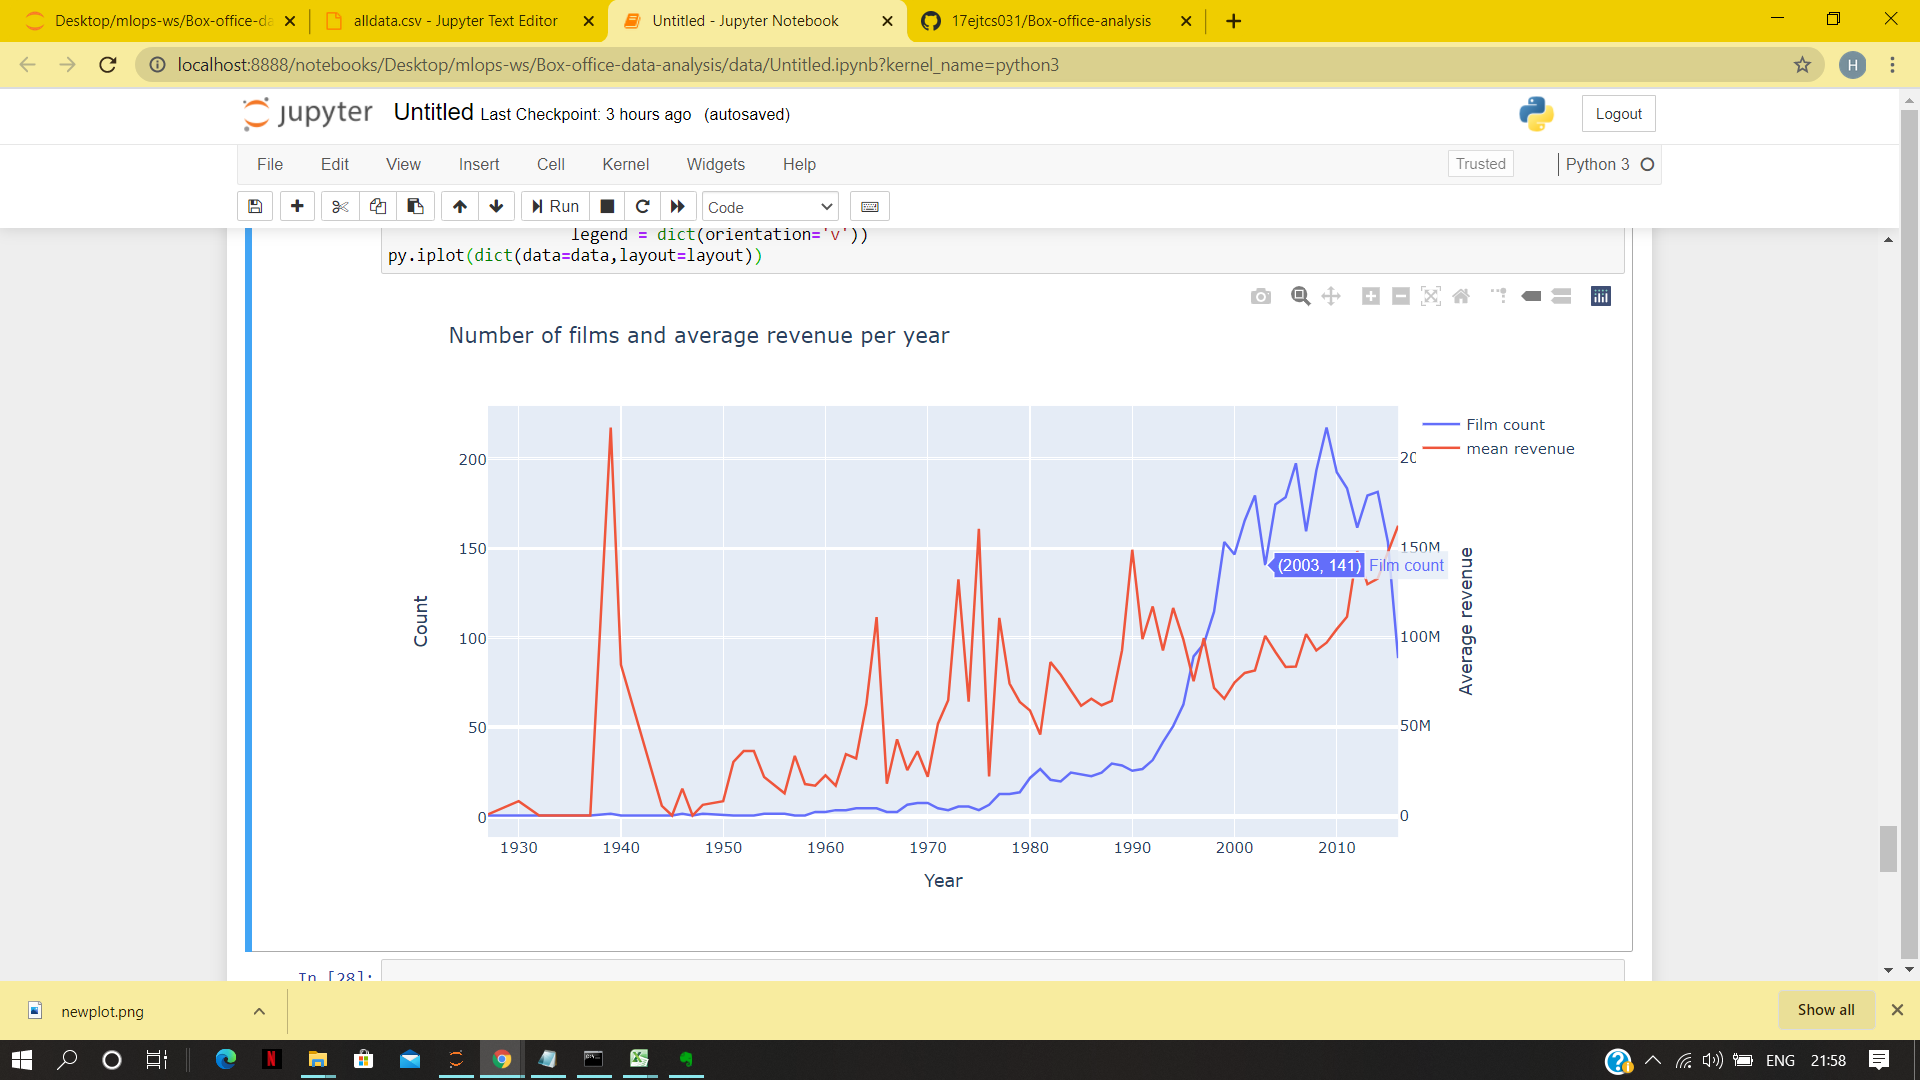 Desktop/mlops-ws/Box-office-da
alldata.csv - Jupyter Text Editor
Untitled - Jupyter Notebook
17ejtcs031/Box-office-analysis
localhost:8888/notebooks/Desktop/mlops-ws/Box-office-data-analysis/data/Untitled.ipynb?kernel_name=python3
H
jupyter Untitled Last Checkpoint: 3 hours ago (autosaved)
Logout
File Edit View Insert Cell Kernel Widgets Help
Trusted
Python 3
Run
Code
legend = dict(orientation='v'))
py.iplot(dict(data=data,layout=layout))
Number of films and average revenue per year
Film count
mean revenue
200
150
100
50
0
Count
20
150M
100M
50M
0
Average revenue
(2003, 141) Film count
1930 1940 1950 1960 1970 1980 1990 2000 2010
Year
In [28]:
newplot.png
Show all
ENG 21:58